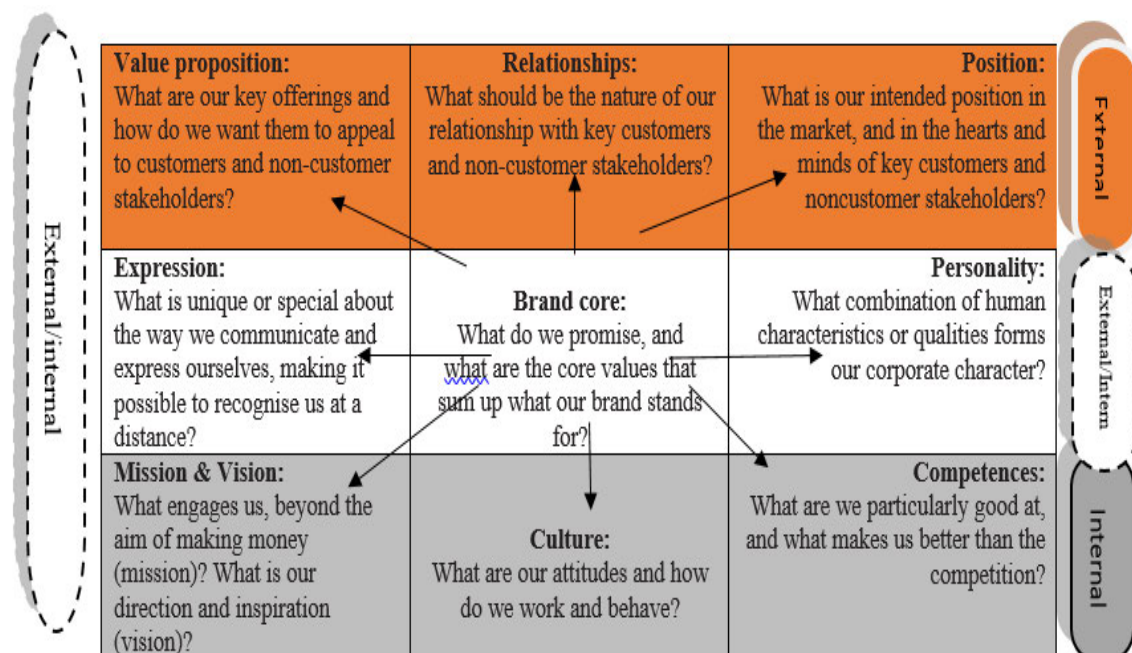 External/internal
Value proposition:
What are our key offerings and
how do we want them to appeal
to customers and non-customer
stakeholders?
Relationships:
What should be the nature of our
relationship with key customers
and non-customer stakeholders?
Position:
What is our intended position in
the market, and in the hearts and
minds of key customers and
noncustomer stakeholders?
External
Expression:
What is unique or special about
the way we communicate and
express ourselves, making it
possible to recognise us at a
distance?
Brand core:
What do we promise, and
what are the core values that
sum up what our brand stands
for?
Personality:
What combination of human
characteristics or qualities forms
our corporate character?
External/Intern
Mission & Vision:
What engages us, beyond the
aim of making money
(mission)? What is our
direction and inspiration
(vision)?
Culture:
What are our attitudes and how
do we work and behave?
Competences:
What are we particularly good at,
and what makes us better than the
competition?
Internal